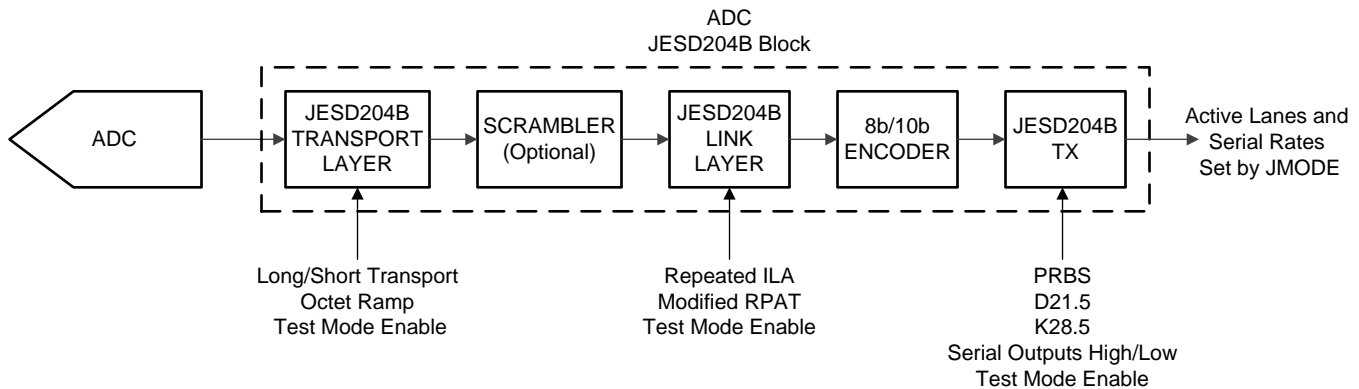 ADC
JESD204B Block
ADC
JESD204B
TRANSPORT
LAYER
SCRAMBLER
(Optional)
JESD204B
LINK
LAYER
8b/10b
ENCODER
JESD204B
TX
Active Lanes and
Serial Rates
Set by JMODE
Long/Short Transport
Octet Ramp
Test Mode Enable
Repeated ILA
Modified RPAT
Test Mode Enable
PRBS
D21.5
K28.5
Serial Outputs High/Low
Test Mode Enable